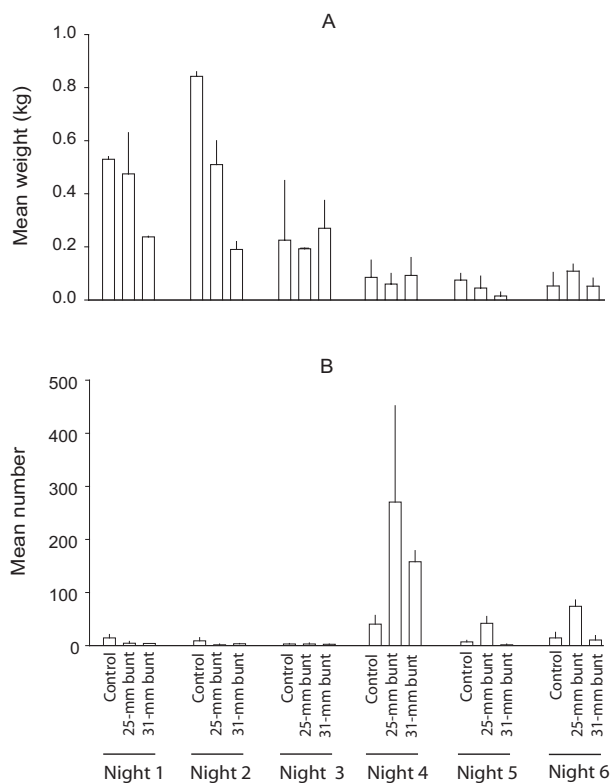 A
Mean weight (kg)
1.0
0.8
0.6
0.4
0.2
0.0
B
Mean number
500
400
300
200
100
0
Control
25-mm bunt
31-mm bunt
Control
25-mm bunt
31-mm bunt
Control
25-mm bunt
31-mm bunt
Control
25-mm bunt
31-mm bunt
Control
25-mm bunt
31-mm bunt
Control
25-mm bunt
31-mm bunt
Night 1
Night 2
Night 3
Night 4
Night 5
Night 6